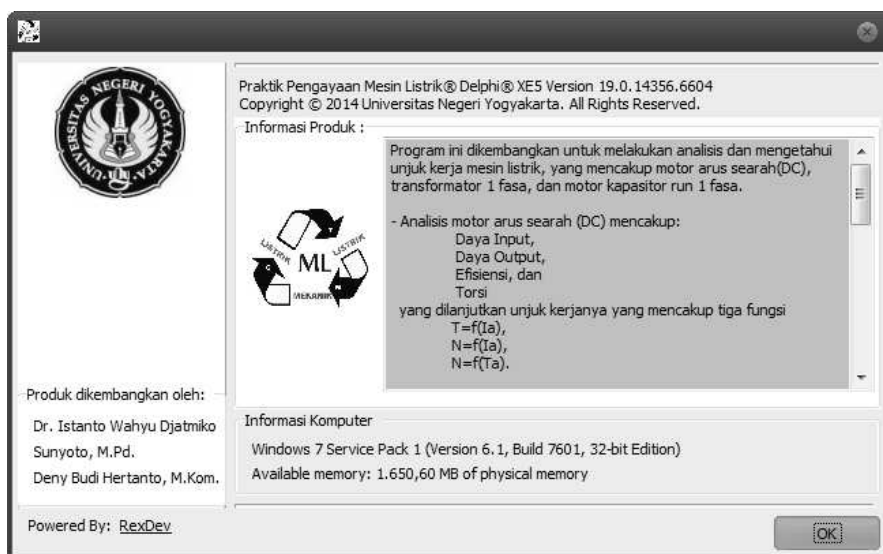 UNIVERSITAS NEGERI YOGYAKARTA
Praktik Pengayaan Mesin Listrik® Delphi® XE5 Version 19.0.14356.6604
Copyright © 2014 Universitas Negeri Yogyakarta. All Rights Reserved.
Informasi Produk :
LISTRIK
LISTRIK
ML
MEKANIK
Program ini dikembangkan untuk melakukan analisis dan mengetahui
unjuk kerja mesin listrik, yang mencakup motor arus searah(DC),
transformator 1 fasa, dan motor kapasitor run 1 fasa.
- Analisis motor arus searah (DC) mencakup:
Daya Input,
Daya Output,
Efisiensi, dan
Torsi
yang dilanjutkan unjuk kerjanya yang mencakup tiga fungsi
T=f(Ia),
N=f(Ia),
N=f(Ta).
Produk dikembangkan oleh:
Dr. Istanto Wahyu Djatmiko
Sunyoto, M.Pd.
Deny Budi Hertanto, M.Kom.
Informasi Komputer
Windows 7 Service Pack 1 (Version 6.1, Build 7601, 32-bit Edition)
Available memory: 1.650,60 MB of physical memory
Powered By: RexDev
OK